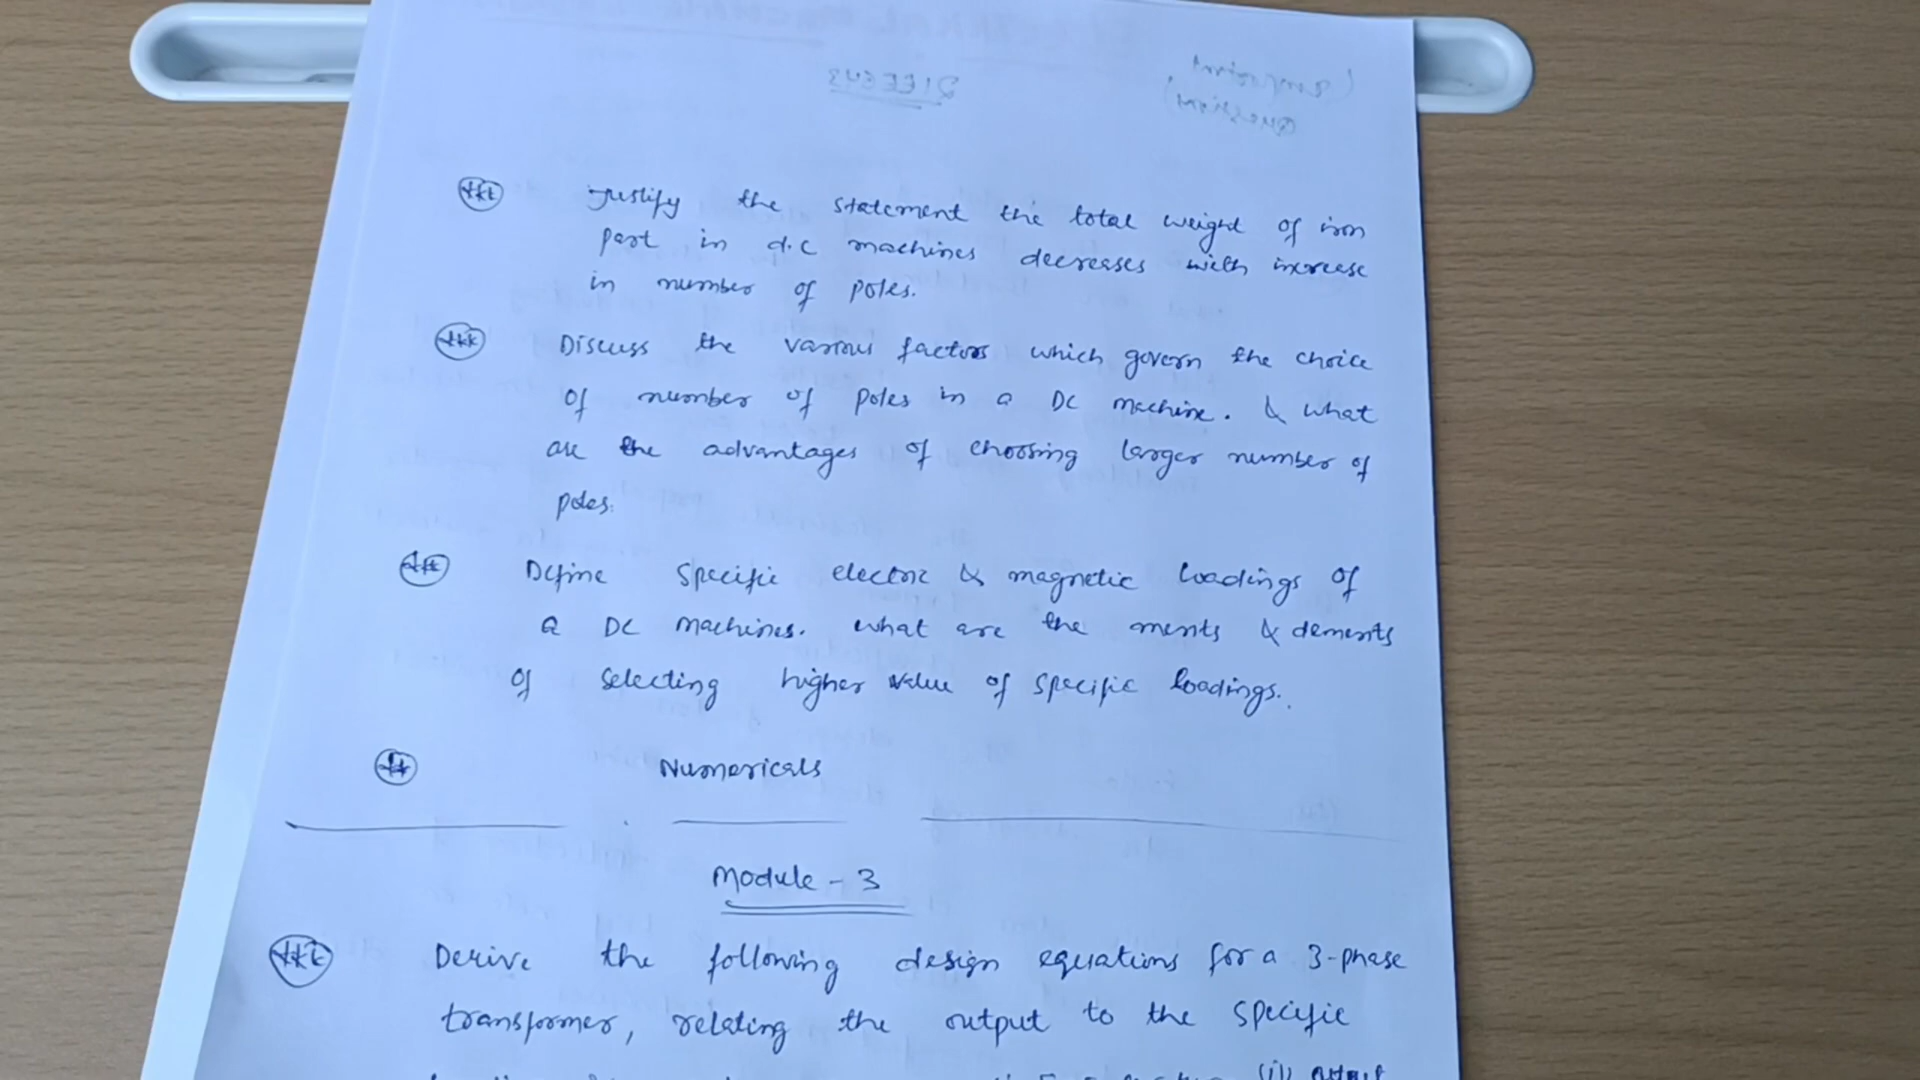 *** Justify the statement the total weight of iron
part in d.c machines decreases with increase
in number of poles.
*** Discuss the various factors which govern the choice
of number of poles in a DC machine. & what
are the advantages of choosing larger number of
poles.
*** Define specific electric & magnetic loadings of
a DC machines. what are the merits & demerits
of selecting higher value of specific loadings.
** Numericals
Module - 3
*** Derive the following design equations for a 3-phase
transformer, relating the output to the specific
(i) output